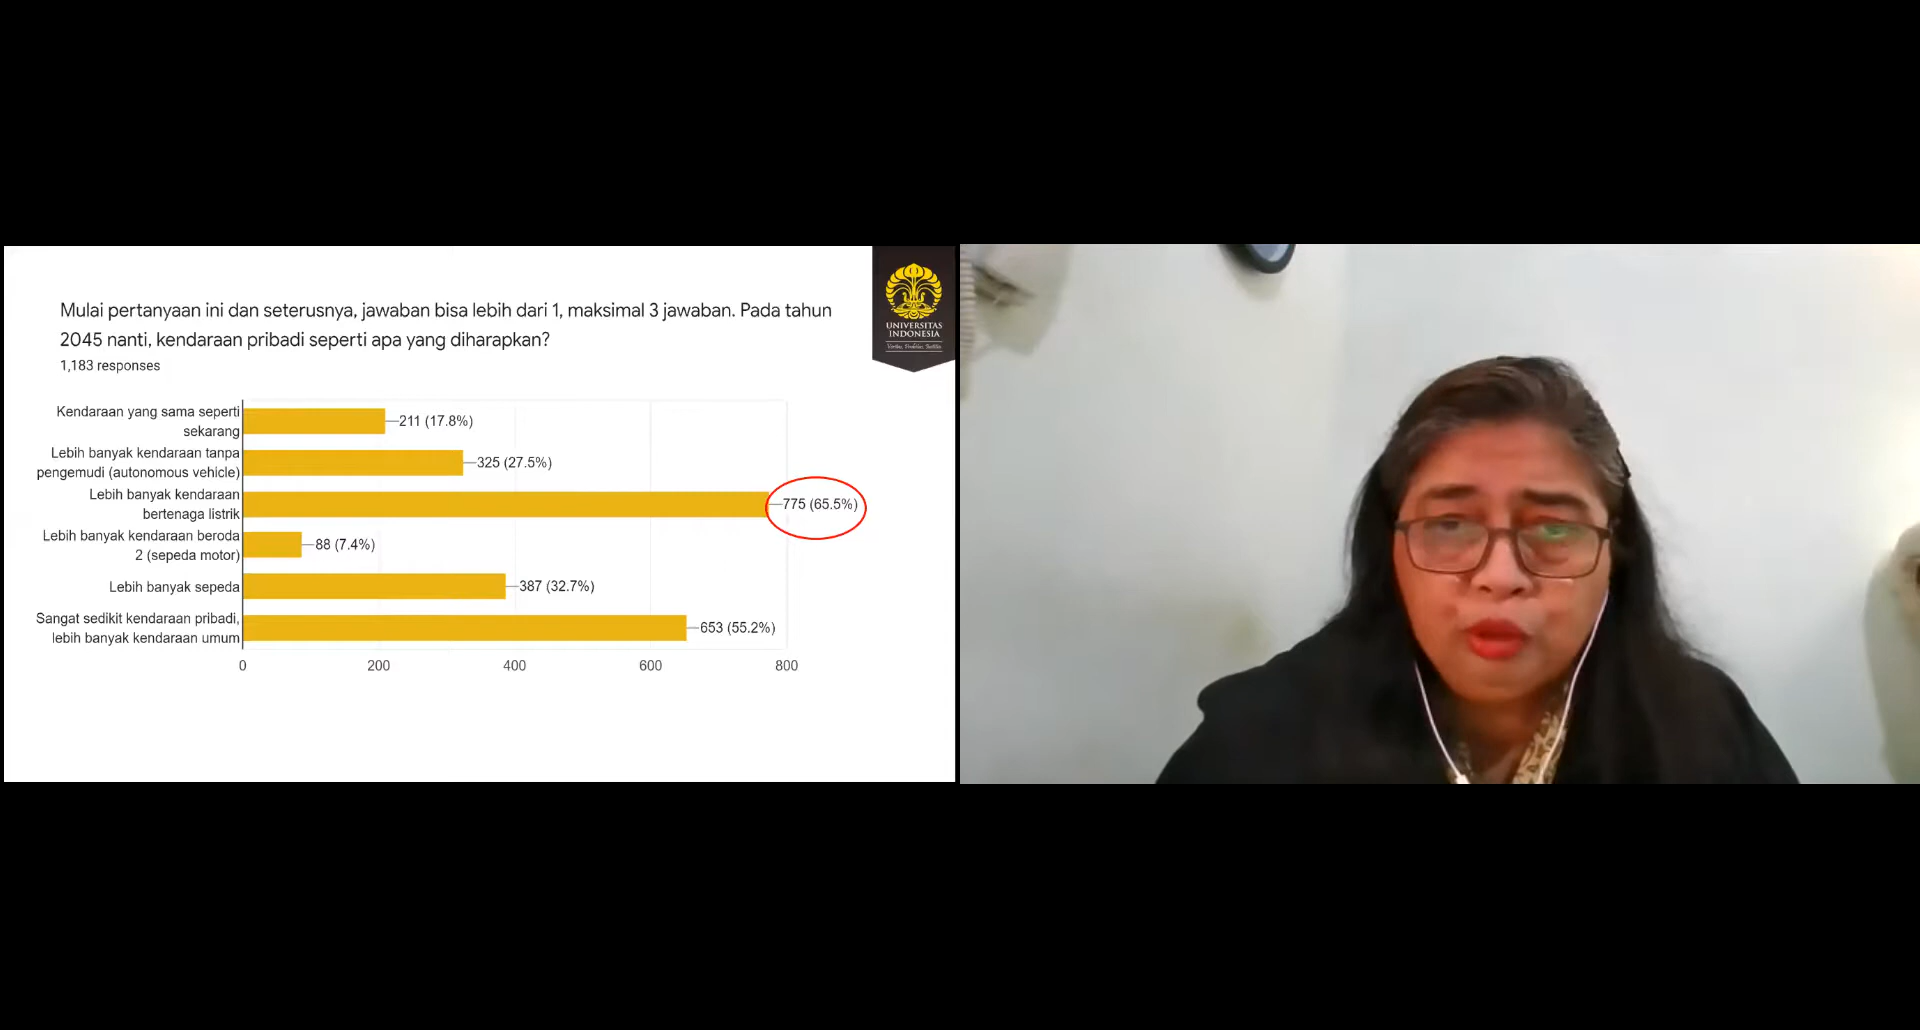 Mulai pertanyaan ini dan seterusnya, jawaban bisa lebih dari 1, maksimal 3 jawaban. Pada tahun
2045 nanti, kendaraan pribadi seperti apa yang diharapkan?
1,183 responses
UNIVERSITAS
INDONESIA
Veritas, Probitas, Iustitia
Kendaraan yang sama seperti
sekarang
211 (17.8%)
Lebih banyak kendaraan tanpa
pengemudi (autonomous vehicle)
325 (27.5%)
Lebih banyak kendaraan
bertenaga listrik
775 (65.5%)
Lebih banyak kendaraan beroda
2 (sepeda motor)
88 (7.4%)
Lebih banyak sepeda
387 (32.7%)
Sangat sedikit kendaraan pribadi,
lebih banyak kendaraan umum
653 (55.2%)
0 200 400 600 800